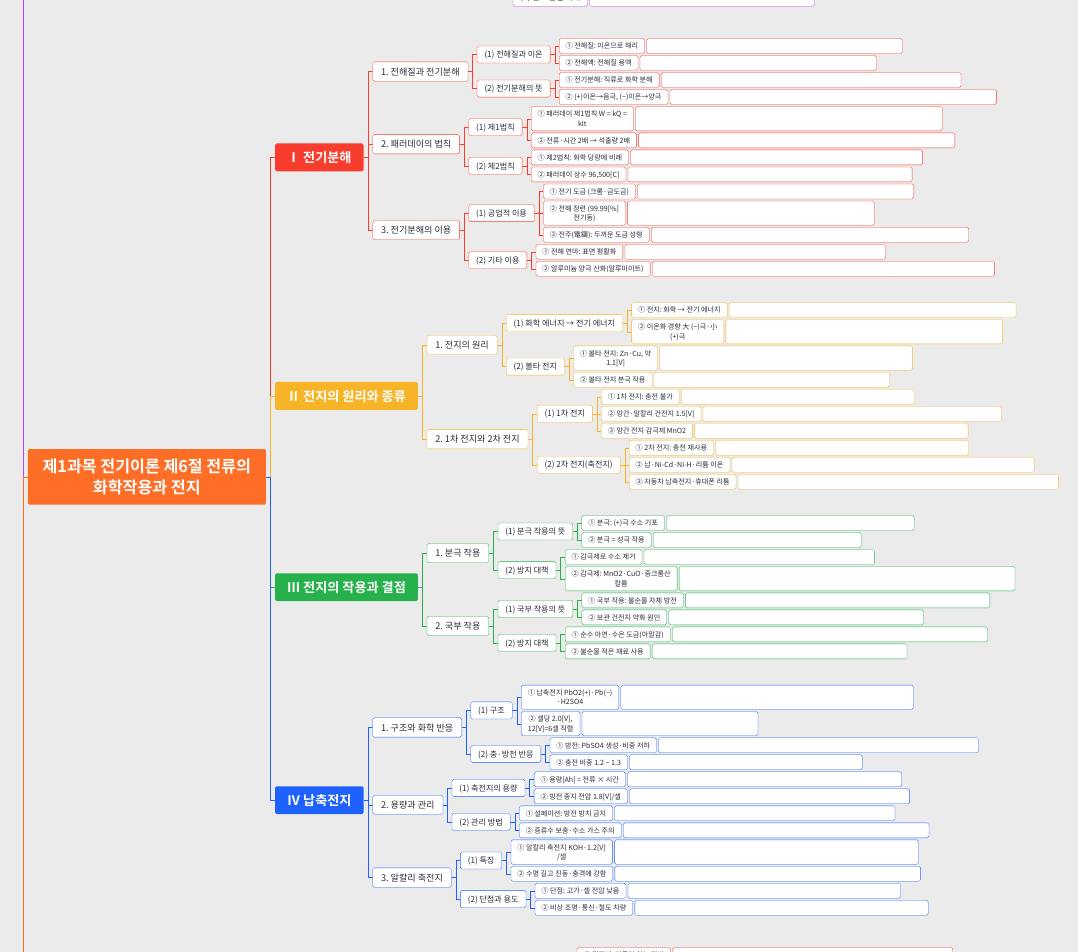 제1과목 전기이론 제6절 전류의
화학작용과 전지
Ⅰ 전기분해
1. 전해질과 전기분해
(1) 전해질과 이온
① 전해질: 이온으로 해리
② 전해액: 전해질 용액
(2) 전기분해의 뜻
① 전기분해: 직류로 화학 분해
② (+)이온→음극, (−)이온→양극
2. 패러데이의 법칙
(1) 제1법칙
① 패러데이 제1법칙 W = kQ =
kIt
② 전류·시간 2배 → 석출량 2배
(2) 제2법칙
① 제2법칙: 화학 당량에 비례
② 패러데이 상수 96,500[C]
3. 전기분해의 이용
(1) 공업적 이용
① 전기 도금 (크롬·금도금)
② 전해 정련 (99.99[%]
전기동)
③ 전주(電鑄): 두꺼운 도금 성형
(2) 기타 이용
① 전해 연마: 표면 평활화
② 알루미늄 양극 산화(알루마이트)
Ⅱ 전지의 원리와 종류
1. 전지의 원리
(1) 화학 에너지 → 전기 에너지
① 전지: 화학 → 전기 에너지
② 이온화 경향 大 (−)극·小
(+)극
(2) 볼타 전지
① 볼타 전지: Zn·Cu, 약
1.1[V]
② 볼타 전지 분극 작용
2. 1차 전지와 2차 전지
(1) 1차 전지
① 1차 전지: 충전 불가
② 망간·알칼리 건전지 1.5[V]
③ 망간 전지 감극제 MnO2
(2) 2차 전지(축전지)
① 2차 전지: 충전 재사용
② 납·Ni-Cd·Ni-H·리튬 이온
③ 자동차 납축전지·휴대폰 리튬
Ⅲ 전지의 작용과 결점
1. 분극 작용
(1) 분극 작용의 뜻
① 분극: (+)극 수소 기포
② 분극 = 성극 작용
(2) 방지 대책
① 감극제로 수소 제거
② 감극제: MnO2·CuO·중크롬산
칼륨
2. 국부 작용
(1) 국부 작용의 뜻
① 국부 작용: 불순물 자체 방전
② 보관 건전지 약화 원인
(2) 방지 대책
① 순수 아연·수은 도금(아말감)
② 불순물 적은 재료 사용
Ⅳ 납축전지
1. 구조와 화학 반응
(1) 구조
① 납축전지 PbO2(+)·Pb(−)
·H2SO4
② 셀당 2.0[V],
12[V]=6셀 직렬
(2) 충·방전 반응
① 방전: PbSO4 생성·비중 저하
② 충전 비중 1.2 ~ 1.3
2. 용량과 관리
(1) 축전지의 용량
① 용량[Ah] = 전류 × 시간
② 방전 종지 전압 1.8[V]/셀
(2) 관리 방법
① 설페이션: 방전 방치 금지
② 증류수 보충·수소 가스 주의
3. 알칼리 축전지
(1) 특징
① 알칼리 축전지 KOH·1.2[V]
/셀
② 수명 길고 진동·충격에 강함
(2) 단점과 용도
① 단점: 고가·셀 전압 낮음
② 비상 조명·통신·철도 차량